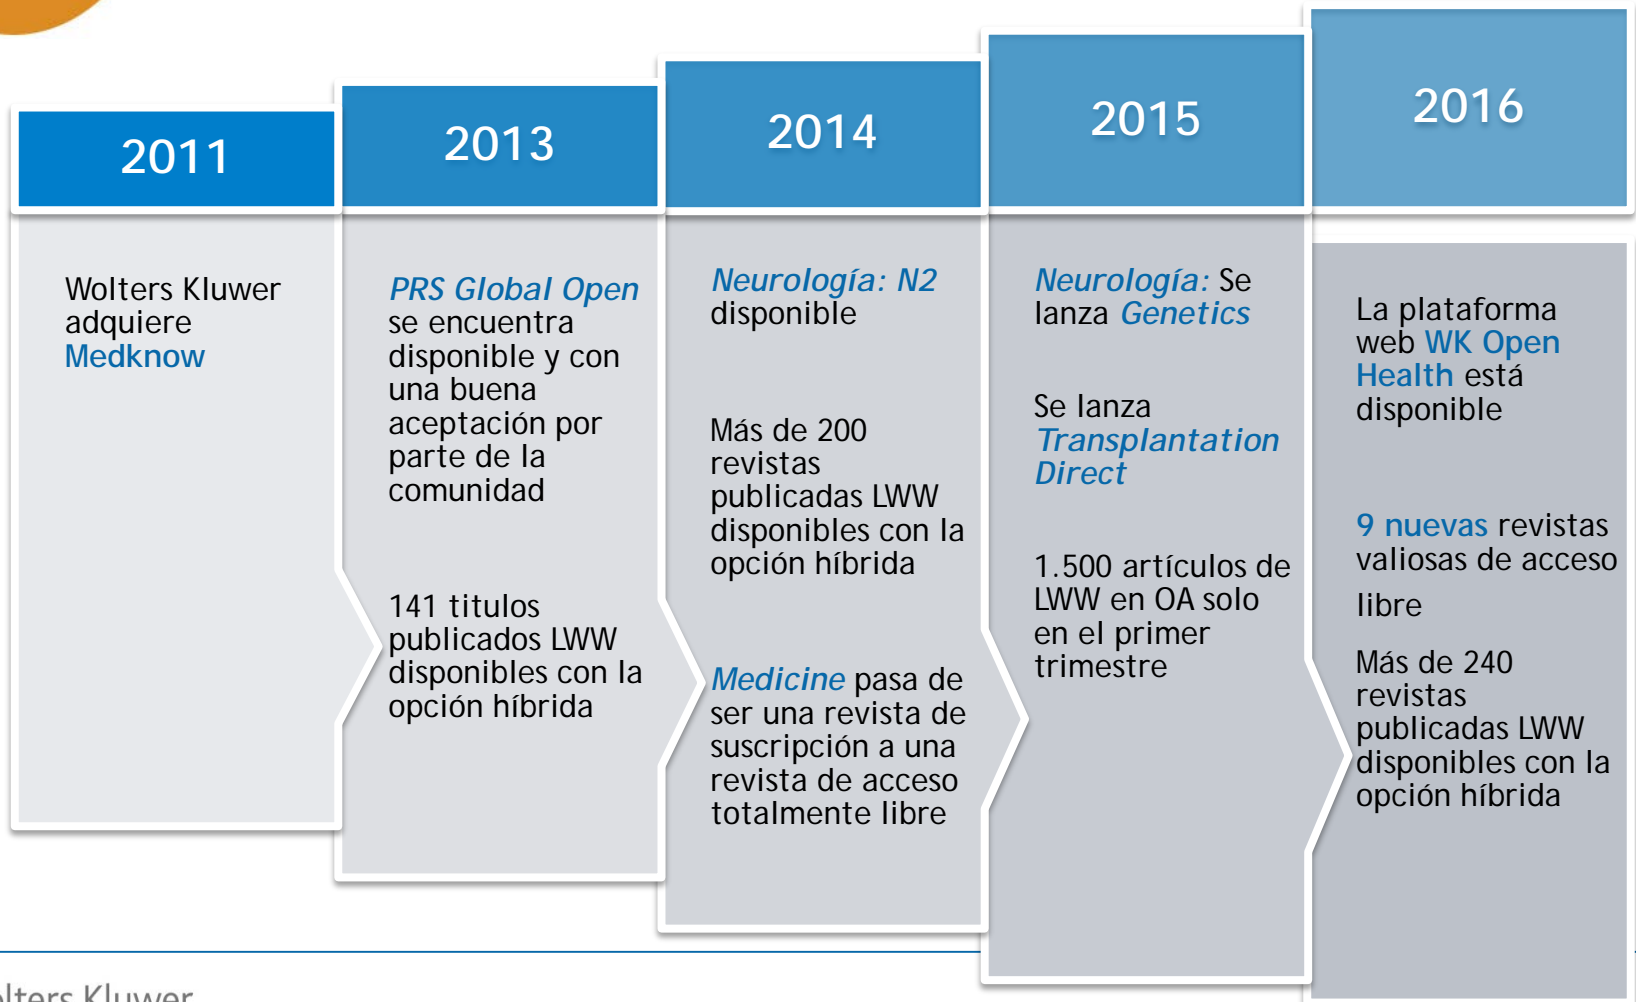 2011
Wolters Kluwer
adquiere
Medknow
2013
PRS Global Open
se encuentra
disponible y con
una buena
aceptación por
parte de la
comunidad
141 titulos
publicados LWW
disponibles con la
opción híbrida
2014
Neurología: N2
disponible
Más de 200
revistas
publicadas LWW
disponibles con la
opción híbrida
Medicine pasa de
ser una revista de
suscripción a una
revista de acceso
totalmente libre
2015
Neurología: Se
lanza Genetics
Se lanza
Transplantation
Direct
1.500 artículos de
LWW en OA solo
en el primer
trimestre
2016
La plataforma
web WK Open
Health está
disponible
9 nuevas revistas
valiosas de acceso
libre
Más de 240
revistas
publicadas LWW
disponibles con la
opción híbrida
olters Kluwer